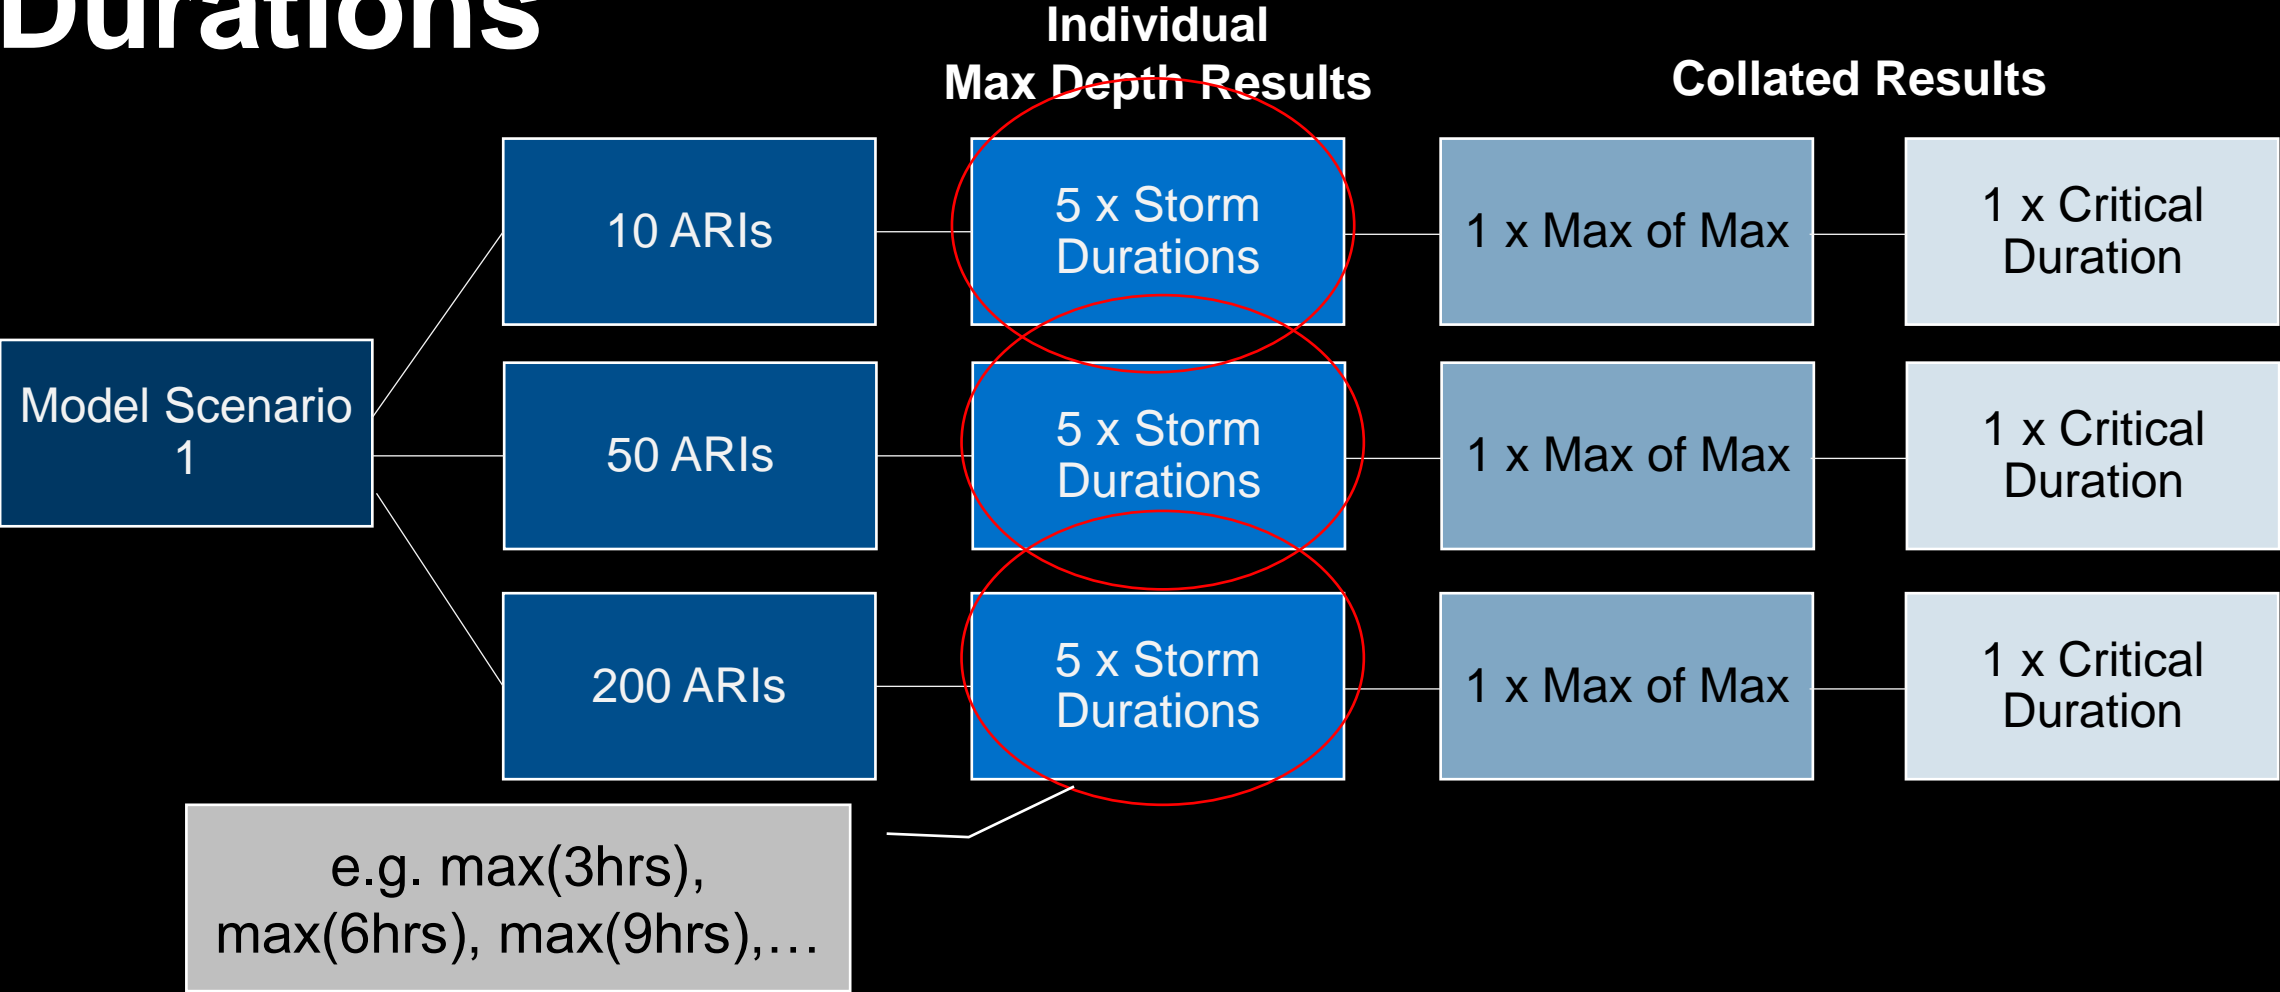 Durations
Individual
Max Depth Results
Collated Results
10 ARIs
5 x Storm
Durations
1 x Max of Max
1 x Critical
Duration
Model Scenario
1
50 ARIs
5 x Storm
Durations
1 x Max of Max
1 x Critical
Duration
200 ARIs
5 x Storm
Durations
1 x Max of Max
1 x Critical
Duration
e.g. max(3hrs),
max(6hrs), max(9hrs),…